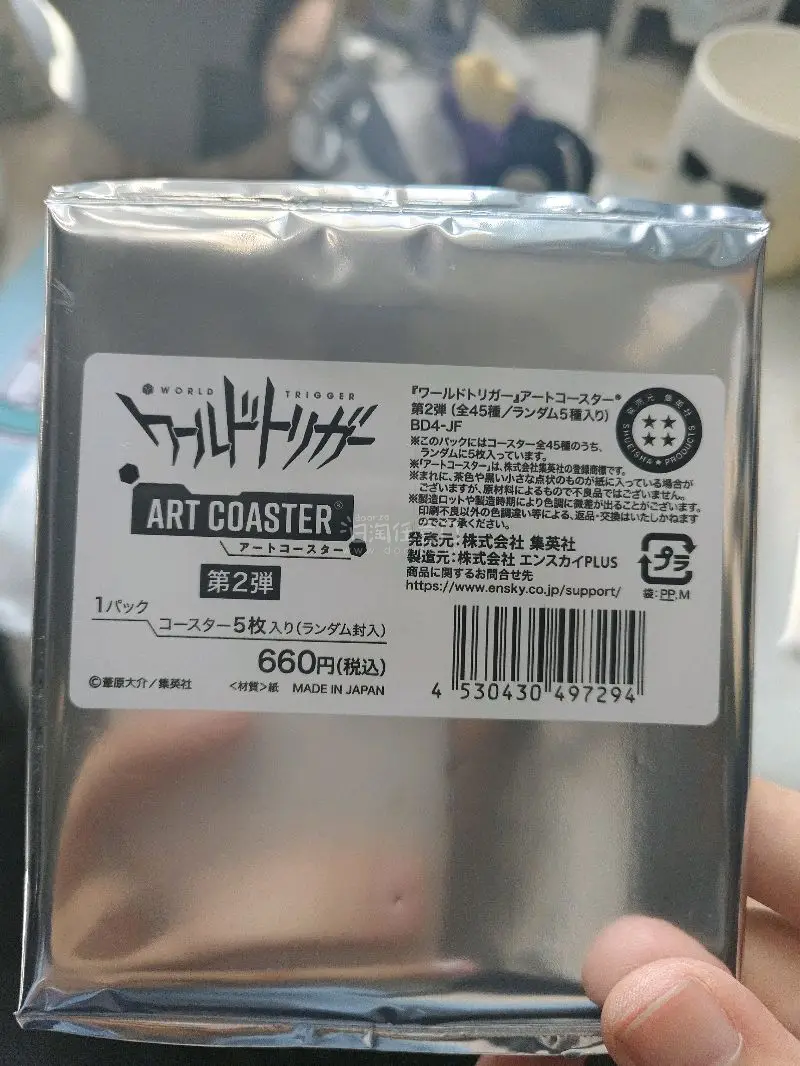 WORLD TRIGGER
ワールドトリガー
ART COASTER®
アートコースター
第2弾
1パック
コースター5枚入り(ランダム封入)
660円(税込)
©葦原大介/集英社
<材質>紙 MADE IN JAPAN
『ワールドトリガー』アートコースター®
第2弾(全45種/ランダム5種入り)
BD4-JF
※このパックにはコースター全45種のうち、
ランダムに5枚入っています。
※「アートコースター」は、株式会社集英社の登録商標です。
※まれに、茶色や黒い小さな点状のものが紙に入っている場合が
ございますが、原材料によるもので不良品ではございません。
※製造ロットや製造時期により色調に微差が出ることがございます。
印刷不良以外の色調違い等による、返品・交換はいたしかねます
のでご了承ください。
発売元:株式会社 集英社
製造元:株式会社 エンスカイPLUS
商品に関するお問合せ先
https://www.ensky.co.jp/support/
発売元 集英社
SHUEISHA PRODUCTS
プラ
袋:PP,M
4 530430 497294